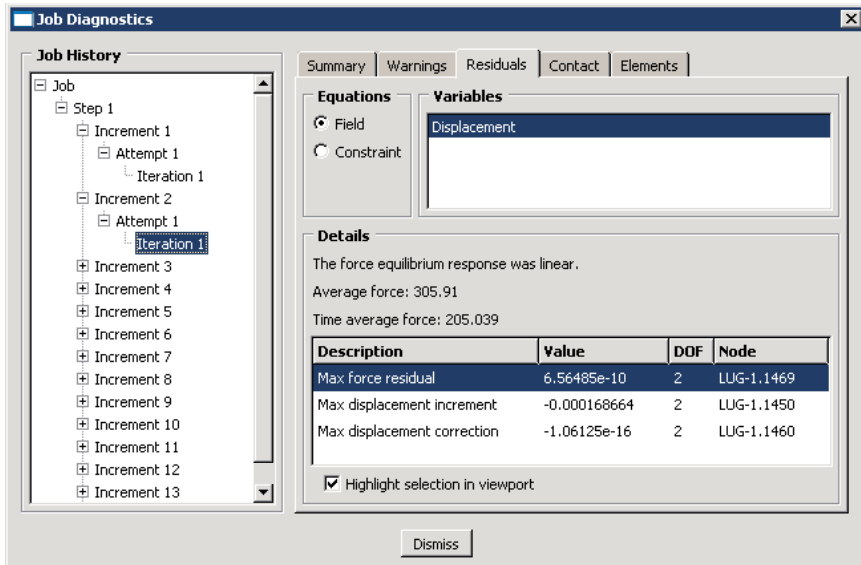 Job Diagnostics
Job History
Job
Step 1
Increment 1
Attempt 1
Iteration 1
Increment 2
Attempt 1
Iteration 1
Increment 3
Increment 4
Increment 5
Increment 6
Increment 7
Increment 8
Increment 9
Increment 10
Increment 11
Increment 12
Increment 13
Summary Warnings Residuals Contact Elements
Equations
Field
Constraint
Variables
Displacement
Details
The force equilibrium response was linear.
Average force: 305.91
Time average force: 205.039
Description Value DOF Node
Max force residual 6.56485e-10 2 LUG-1.1469
Max displacement increment -0.000168664 2 LUG-1.1450
Max displacement correction -1.06125e-16 2 LUG-1.1460
Highlight selection in viewport
Dismiss